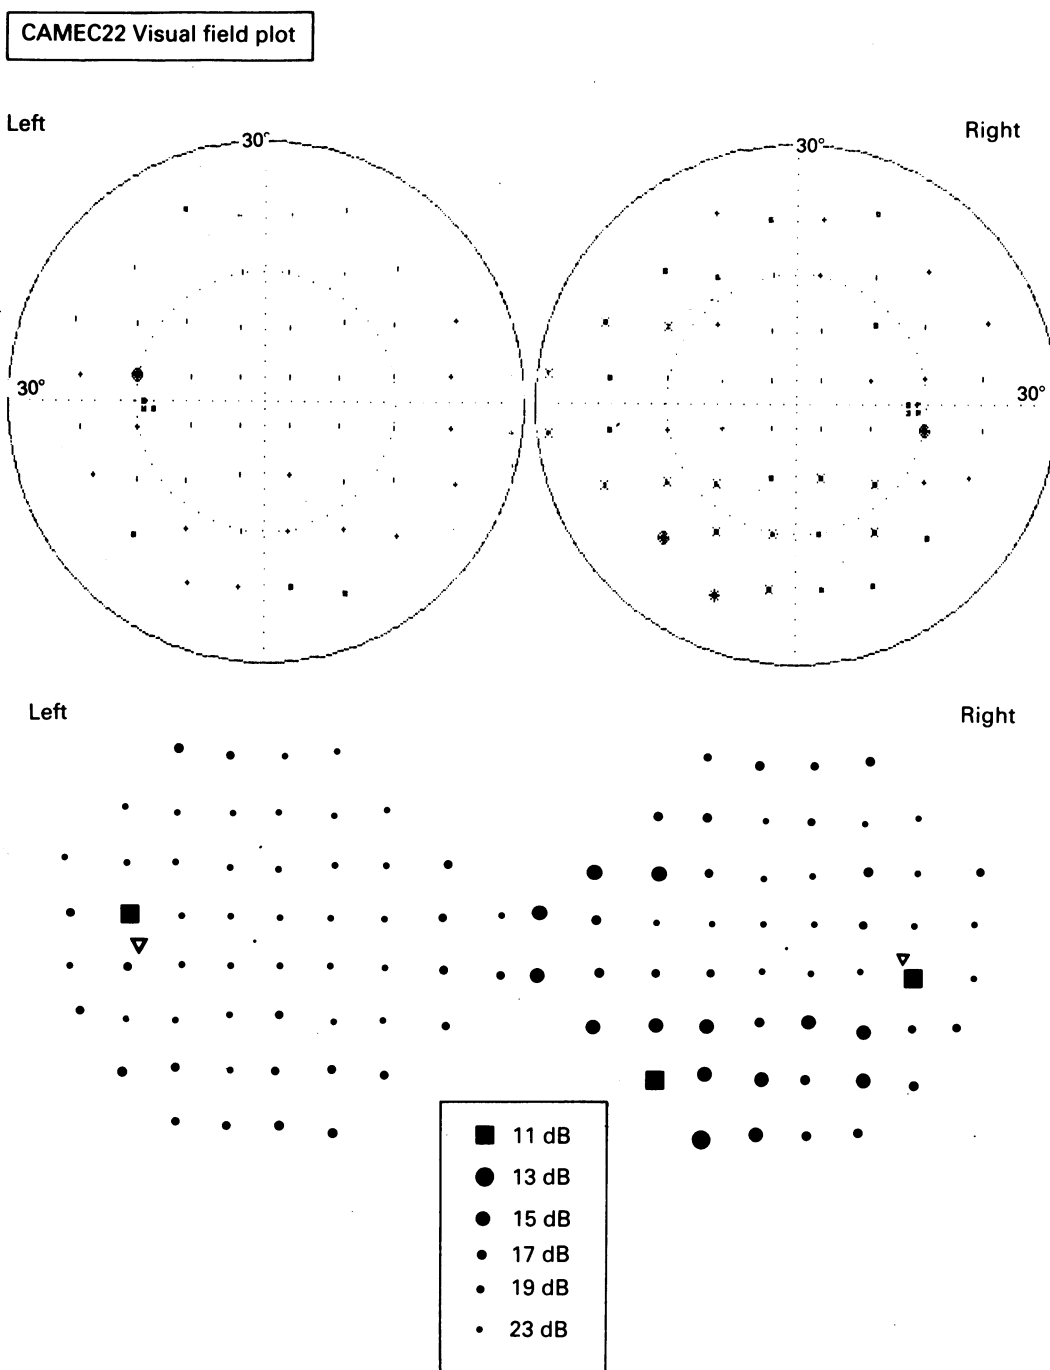 CAMEC22 Visual field plot
Left
Right
30°
30°
30°
30°
Left
Right
11 dB
13 dB
15 dB
17 dB
19 dB
23 dB